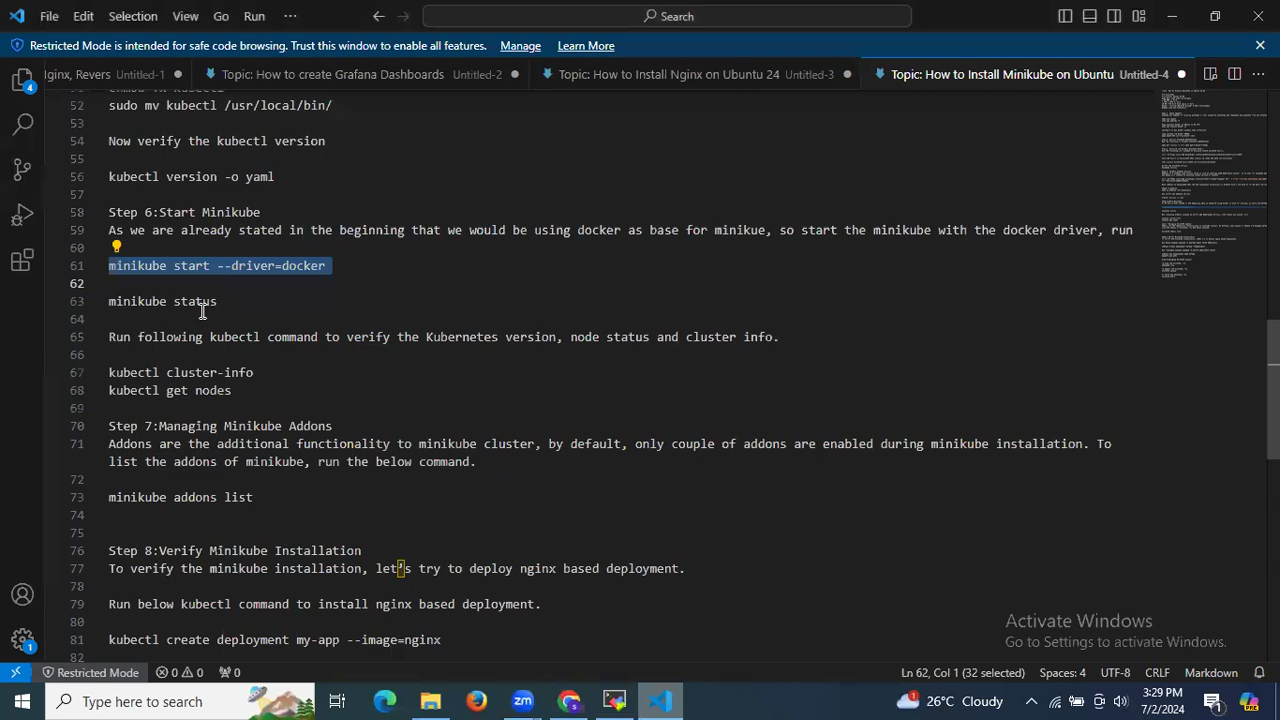 File Edit Selection View Go Run ··· Search
Restricted Mode is intended for safe code browsing. Trust this window to enable all features. Manage Learn More
4
ginx, Revers Untitled-1 Topic: How to create Grafana Dashboards Untitled-2 Topic: How to Install Nginx on Ubuntu 24 Untitled-3 Topic: How to Install Minikube on Ubuntu Untitled-4
52 sudo mv kubectl /usr/local/bin/
53
54 Now verify the kubectl version.
55
56 kubectl version -o yaml
57
58 Step 6:Start Minikube
59 As we are already stated in the beginning that we would be using docker as base for minikue, so start the minikube with the docker driver, run
60
61 minikube start --driver=docker
62
63 minikube status
64
65 Run following kubectl command to verify the Kubernetes version, node status and cluster info.
66
67 kubectl cluster-info
68 kubectl get nodes
69
70 Step 7:Managing Minikube Addons
71 Addons are the additional functionality to minikube cluster, by default, only couple of addons are enabled during minikube installation. To
list the addons of minikube, run the below command.
72
73 minikube addons list
74
75
76 Step 8:Verify Minikube Installation
77 To verify the minikube installation, let’s try to deploy nginx based deployment.
78
79 Run below kubectl command to install nginx based deployment.
80
81 kubectl create deployment my-app --image=nginx
82
Activate Windows
Go to Settings to activate Windows.
1
Restricted Mode 0 0 0 Ln 62, Col 1 (32 selected) Spaces: 4 UTF-8 CRLF Markdown
Type here to search zm 1 26°C Cloudy 3:29 PM
7/2/2024 1 PRE